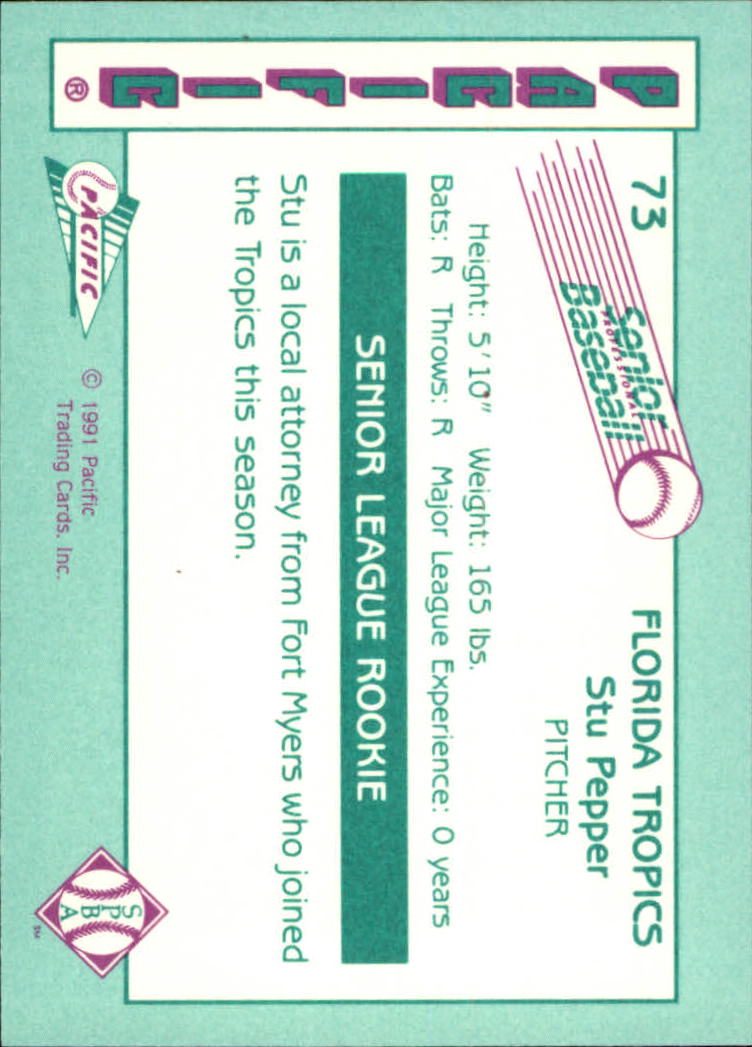 PACIFIC®
73
Senior
PROFESSIONAL
Baseball
FLORIDA TROPICS
Stu Pepper
PITCHER
Height: 5'10" Weight: 165 lbs.
Bats: R Throws: R Major League Experience: 0 years
SENIOR LEAGUE ROOKIE
Stu is a local attorney from Fort Myers who joined
the Tropics this season.
PACIFIC
© 1991 Pacific
Trading Cards, Inc.
SPBA
SM